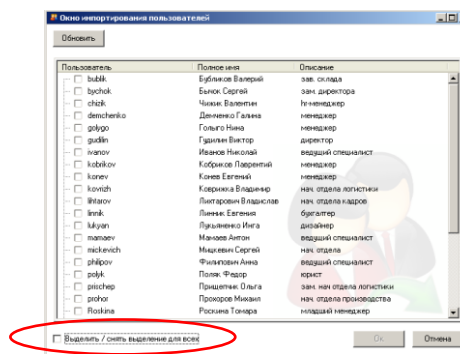 Окно импортирования пользователей
Обновить
Пользователь Полное имя Описание
bublik Бубликов Валерий зав. склада
bychok Бычок Сергей зам. директора
chizik Чижик Валентин hr-менеджер
demchenko Демченко Галина менеджер
golygo Голыго Нина менеджер
gudilin Гудилин Виктор директор
ivanov Иванов Николай ведущий специалист
kobrikov Кобриков Лаврентий менеджер
konev Конев Евгений менеджер
kovrizh Коврижка Владимир нач. отдела логистики
lihtarov Лихтарович Владислав нач. отдела кадров
linnik Линник Евгения бухгалтер
lukyan Лукьяненко Инга дизайнер
mamaev Мамаев Антон ведущий специалист
mickevich Мицкевич Сергей нач. отдела
philipov Филипович Анна ведущий специалист
polyk Поляк Федор юрист
prischep Прищепчик Ольга зам. нач отдела логистики
prohor Прохоров Михаил нач. отдела производства
Roskina Роскина Томара младший менеджер
Выделить / снять выделение для всех
Ок Отмена